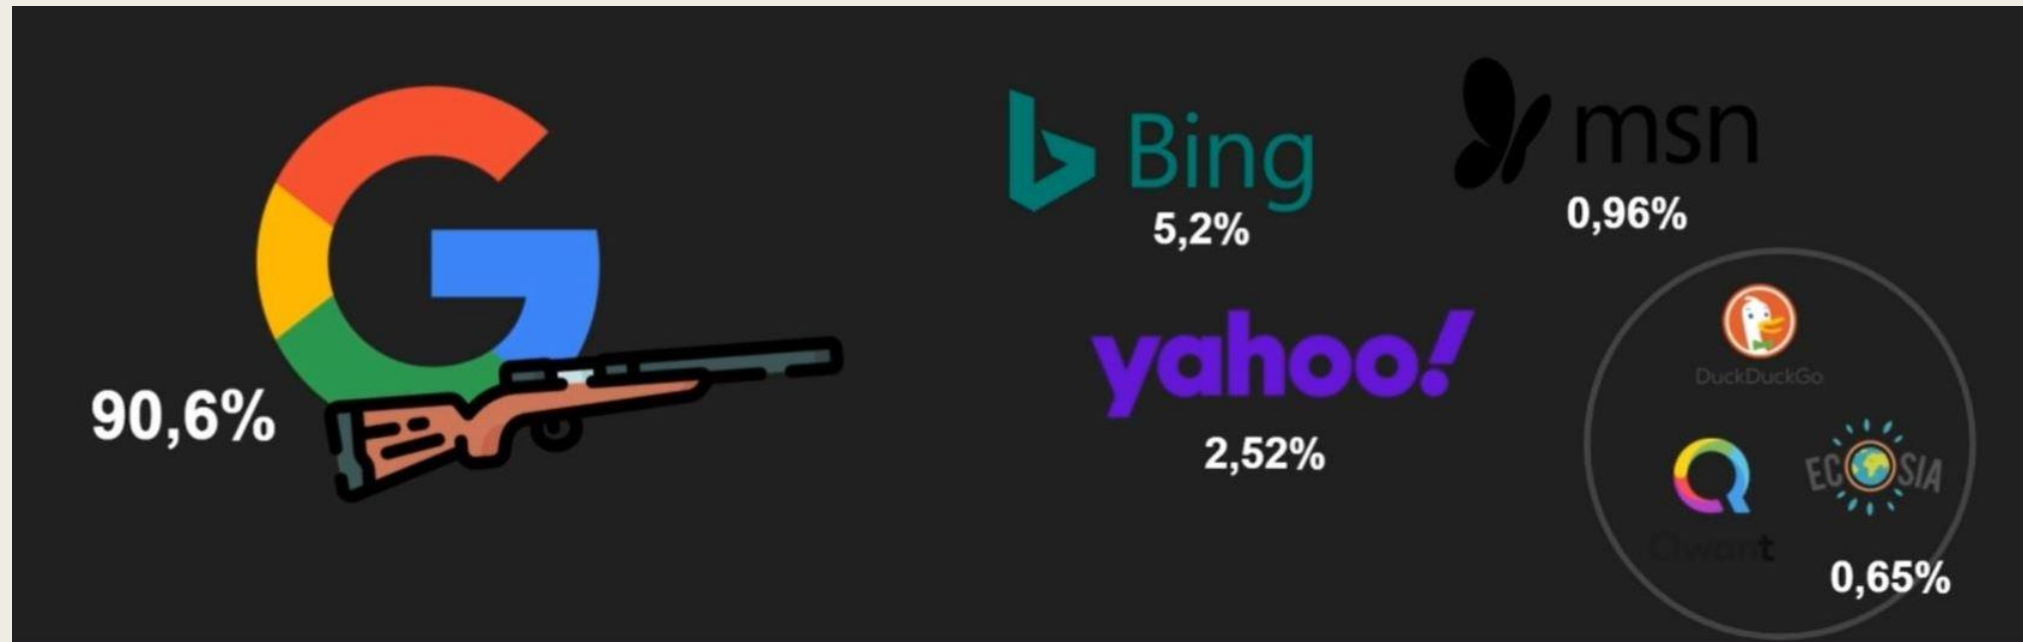 90,6%
Bing
5,2%
msn
0,96%
yahoo!
2,52%
DuckDuckGo
Qwant
ECOSIA
0,65%